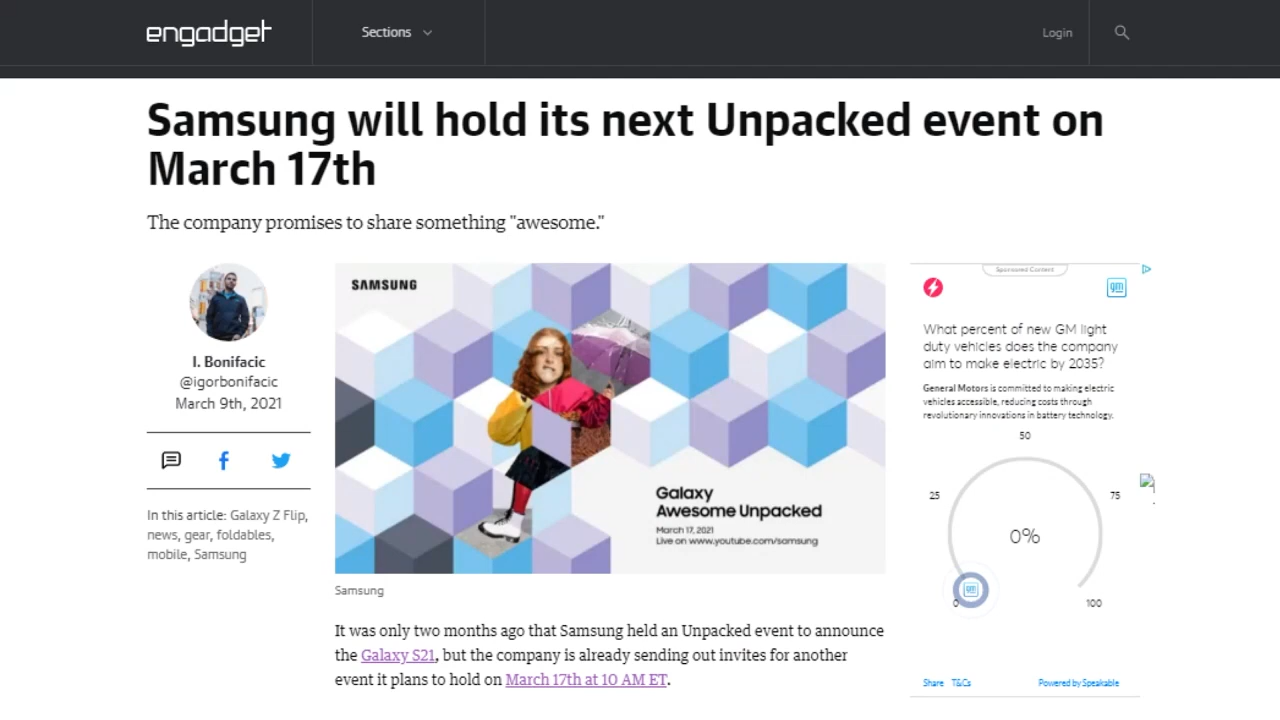 engadget
Sections
Login
Samsung will hold its next Unpacked event on
March 17th
The company promises to share something "awesome."
I. Bonifacic
@igorbonifacic
March 9th, 2021
In this article: Galaxy Z Flip,
news, gear, foldables,
mobile, Samsung
SAMSUNG
Galaxy
Awesome Unpacked
March 17, 2021
Live on www.youtube.com/samsung
Samsung
It was only two months ago that Samsung held an Unpacked event to announce
the Galaxy S21, but the company is already sending out invites for another
event it plans to hold on March 17th at 10 AM ET.
Sponsored Content
gm
What percent of new GM light
duty vehicles does the company
aim to make electric by 2035?
General Motors is committed to making electric
vehicles accessible, reducing costs through
revolutionary innovations in battery technology.
50
25
75
0%
gm
0
100
Share T&Cs
Powered by Speakable